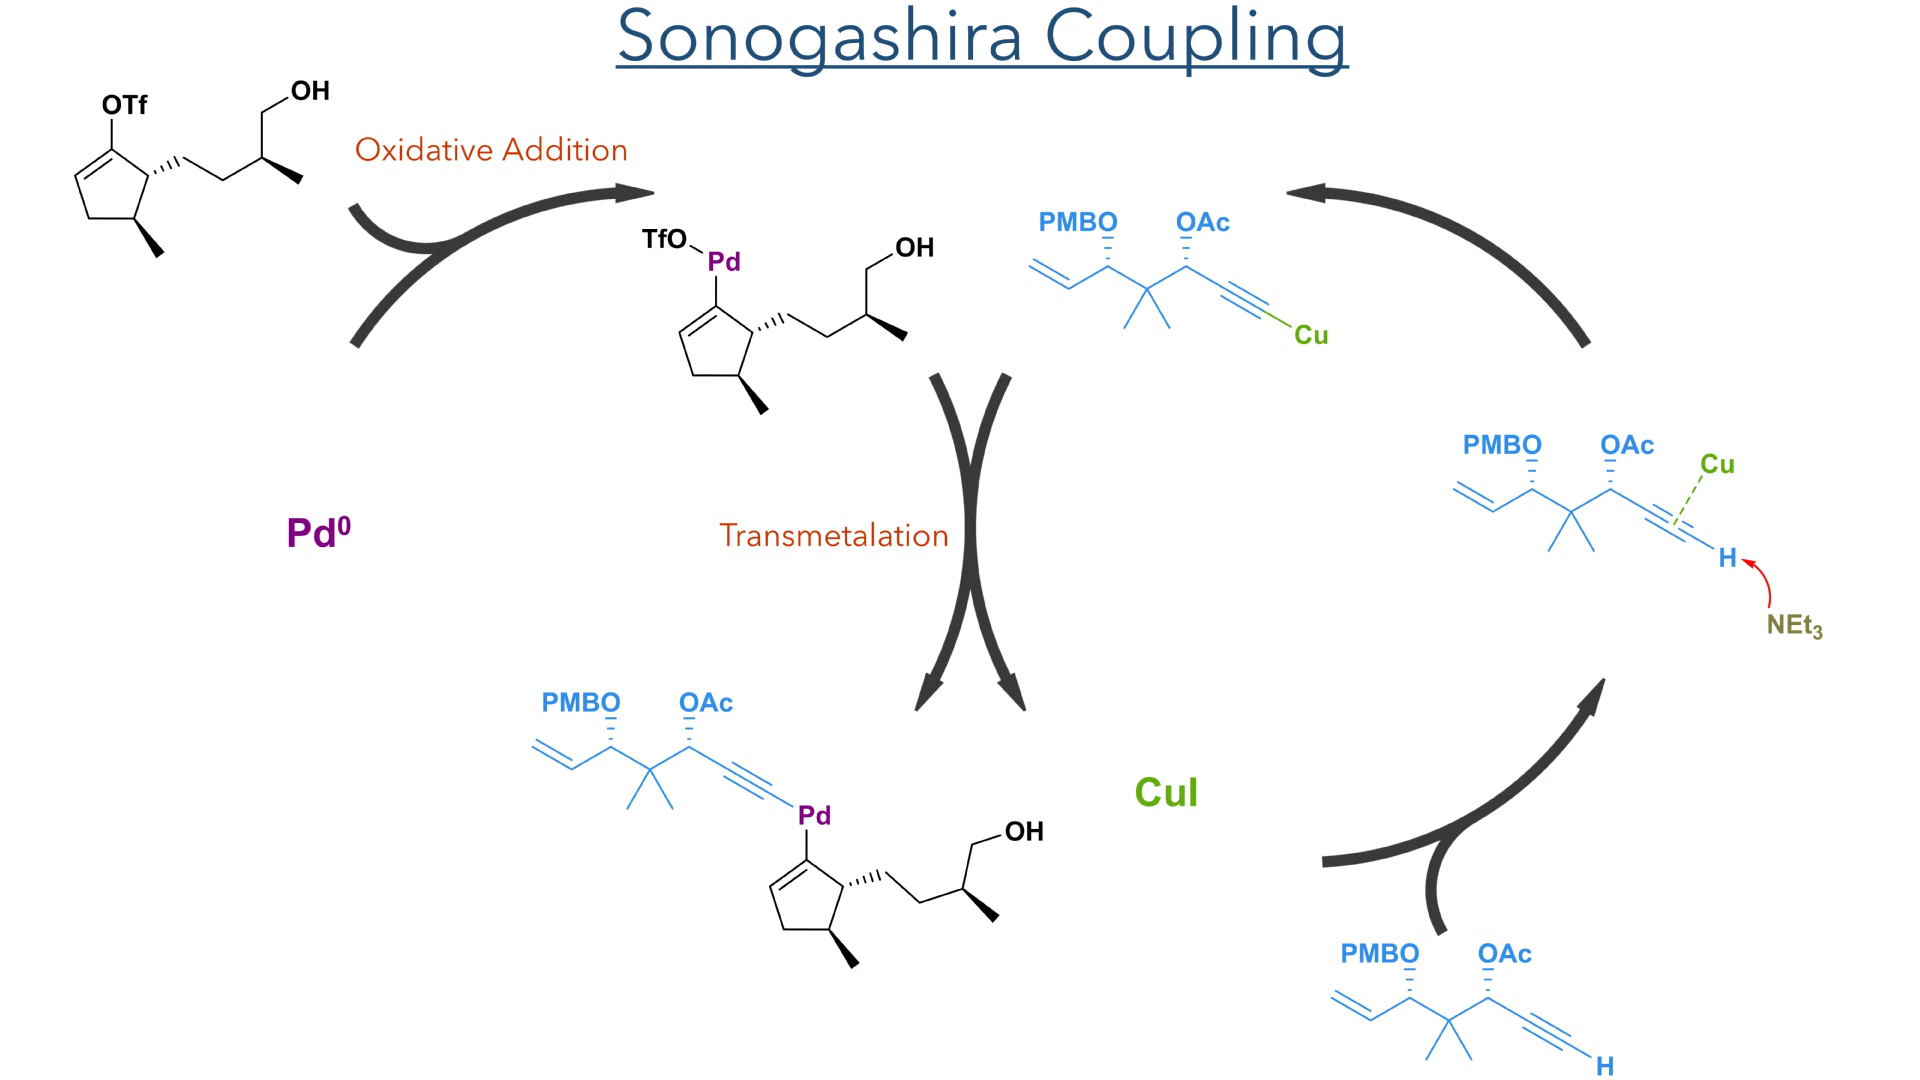 Sonogashira Coupling
OTf
OH
Oxidative Addition
TfO
Pd
OH
PMBO
OAc
Cu
PMBO
OAc
Cu
H
NEt₃
Pd⁰
Transmetalation
PMBO
OAc
Pd
OH
CuI
PMBO
OAc
H